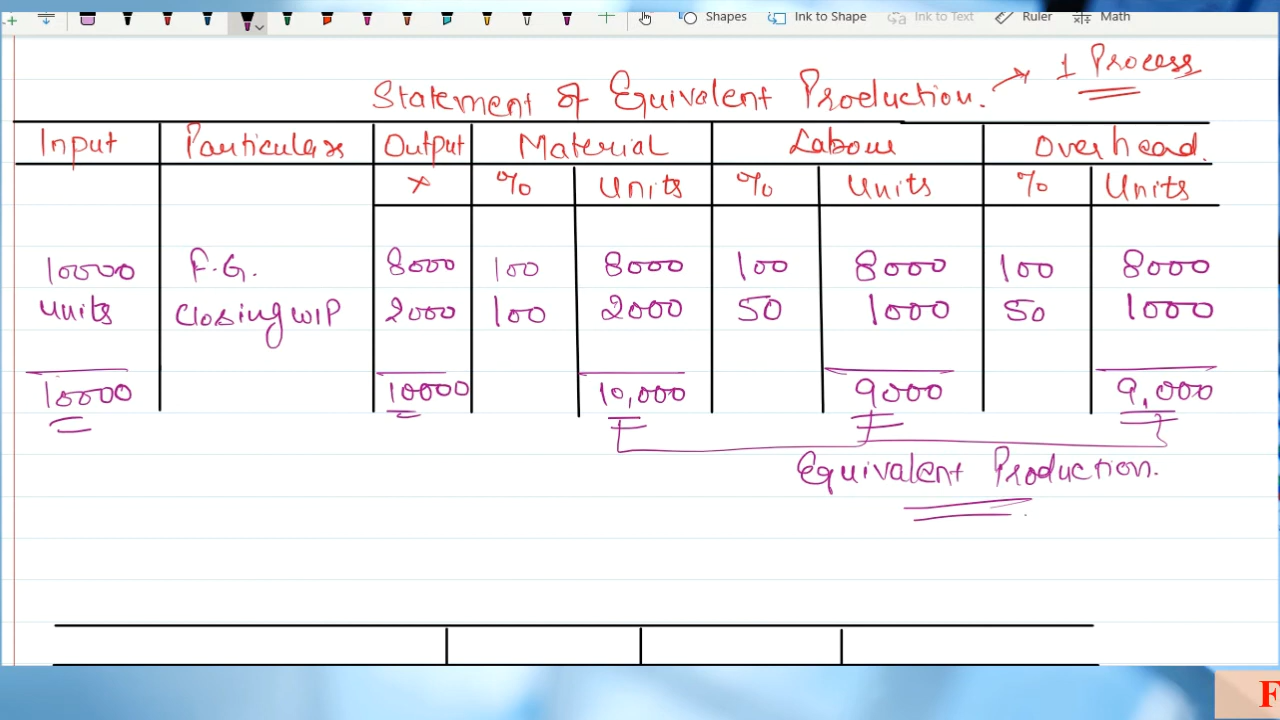 Shapes Ink to Shape Ink to Text Ruler Math
Statement of Equivalent Production. → 1 Process
Input Particulars Output Material Labour Overhead.
x % Units % Units % Units
10000 F.G. 8000 100 8000 100 8000 100 8000
Units Closing WIP 2000 100 2000 50 1000 50 1000
10000 10000 10,000 9000 9,000
Equivalent Production.
F